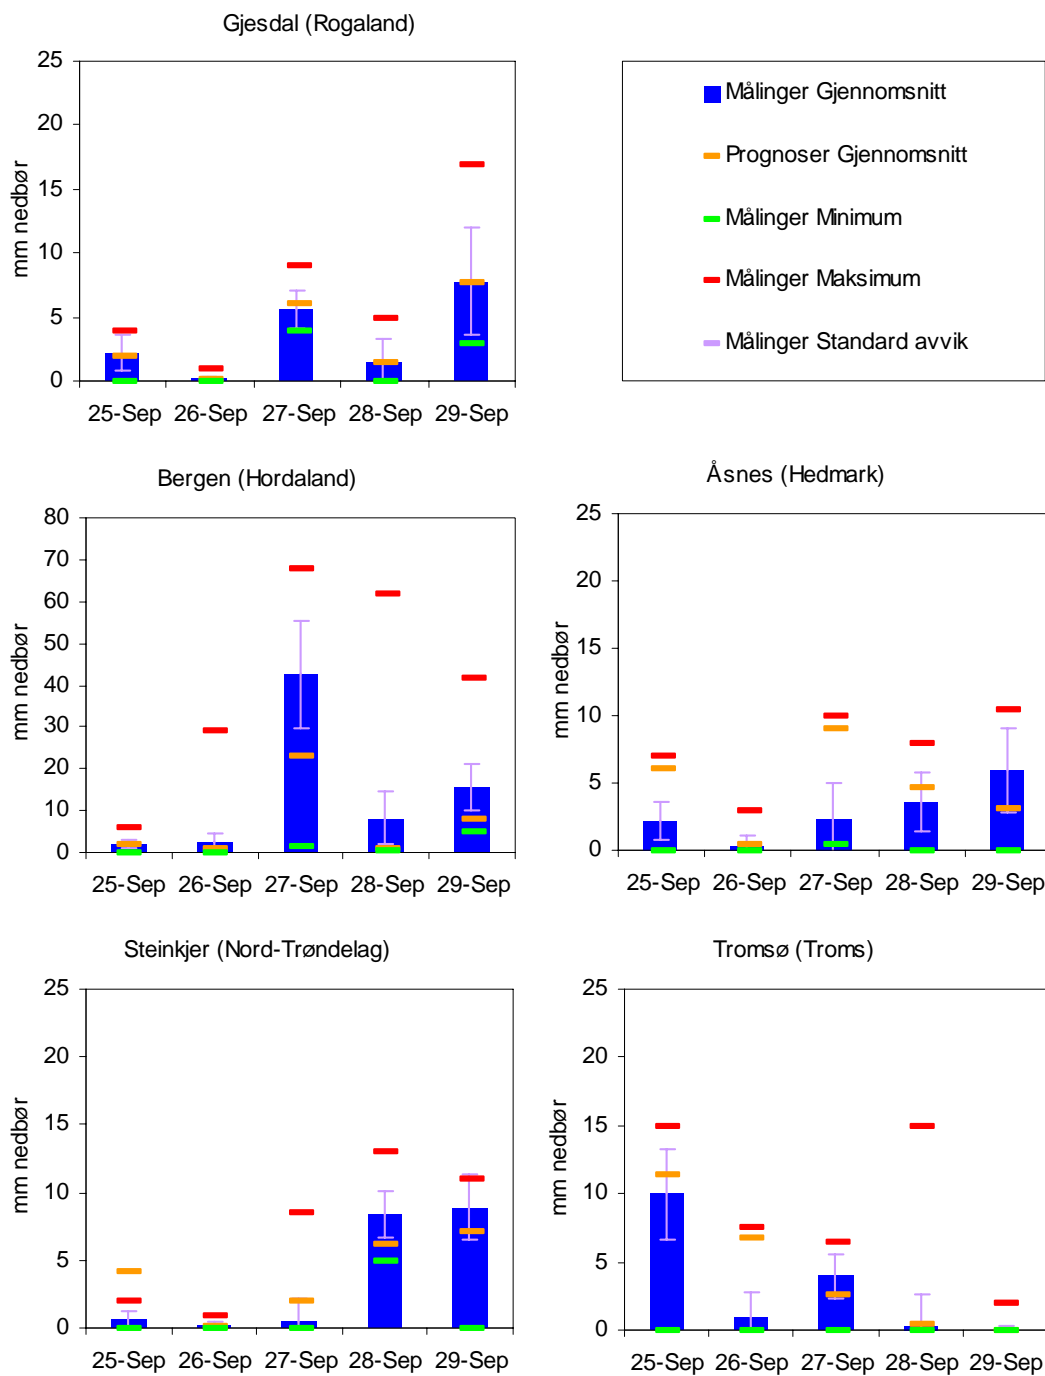 Gjesdal (Rogaland)
25
20
15
10
5
0
mm nedbør
25-Sep 26-Sep 27-Sep 28-Sep 29-Sep
Målinger Gjennomsnitt
Prognoser Gjennomsnitt
Målinger Minimum
Målinger Maksimum
Målinger Standard avvik
Bergen (Hordaland)
80
70
60
50
40
30
20
10
0
mm nedbør
25-Sep 26-Sep 27-Sep 28-Sep 29-Sep
Åsnes (Hedmark)
25
20
15
10
5
0
mm nedbør
25-Sep 26-Sep 27-Sep 28-Sep 29-Sep
Steinkjer (Nord-Trøndelag)
25
20
15
10
5
0
mm nedbør
25-Sep 26-Sep 27-Sep 28-Sep 29-Sep
Tromsø (Troms)
25
20
15
10
5
0
mm nedbør
25-Sep 26-Sep 27-Sep 28-Sep 29-Sep